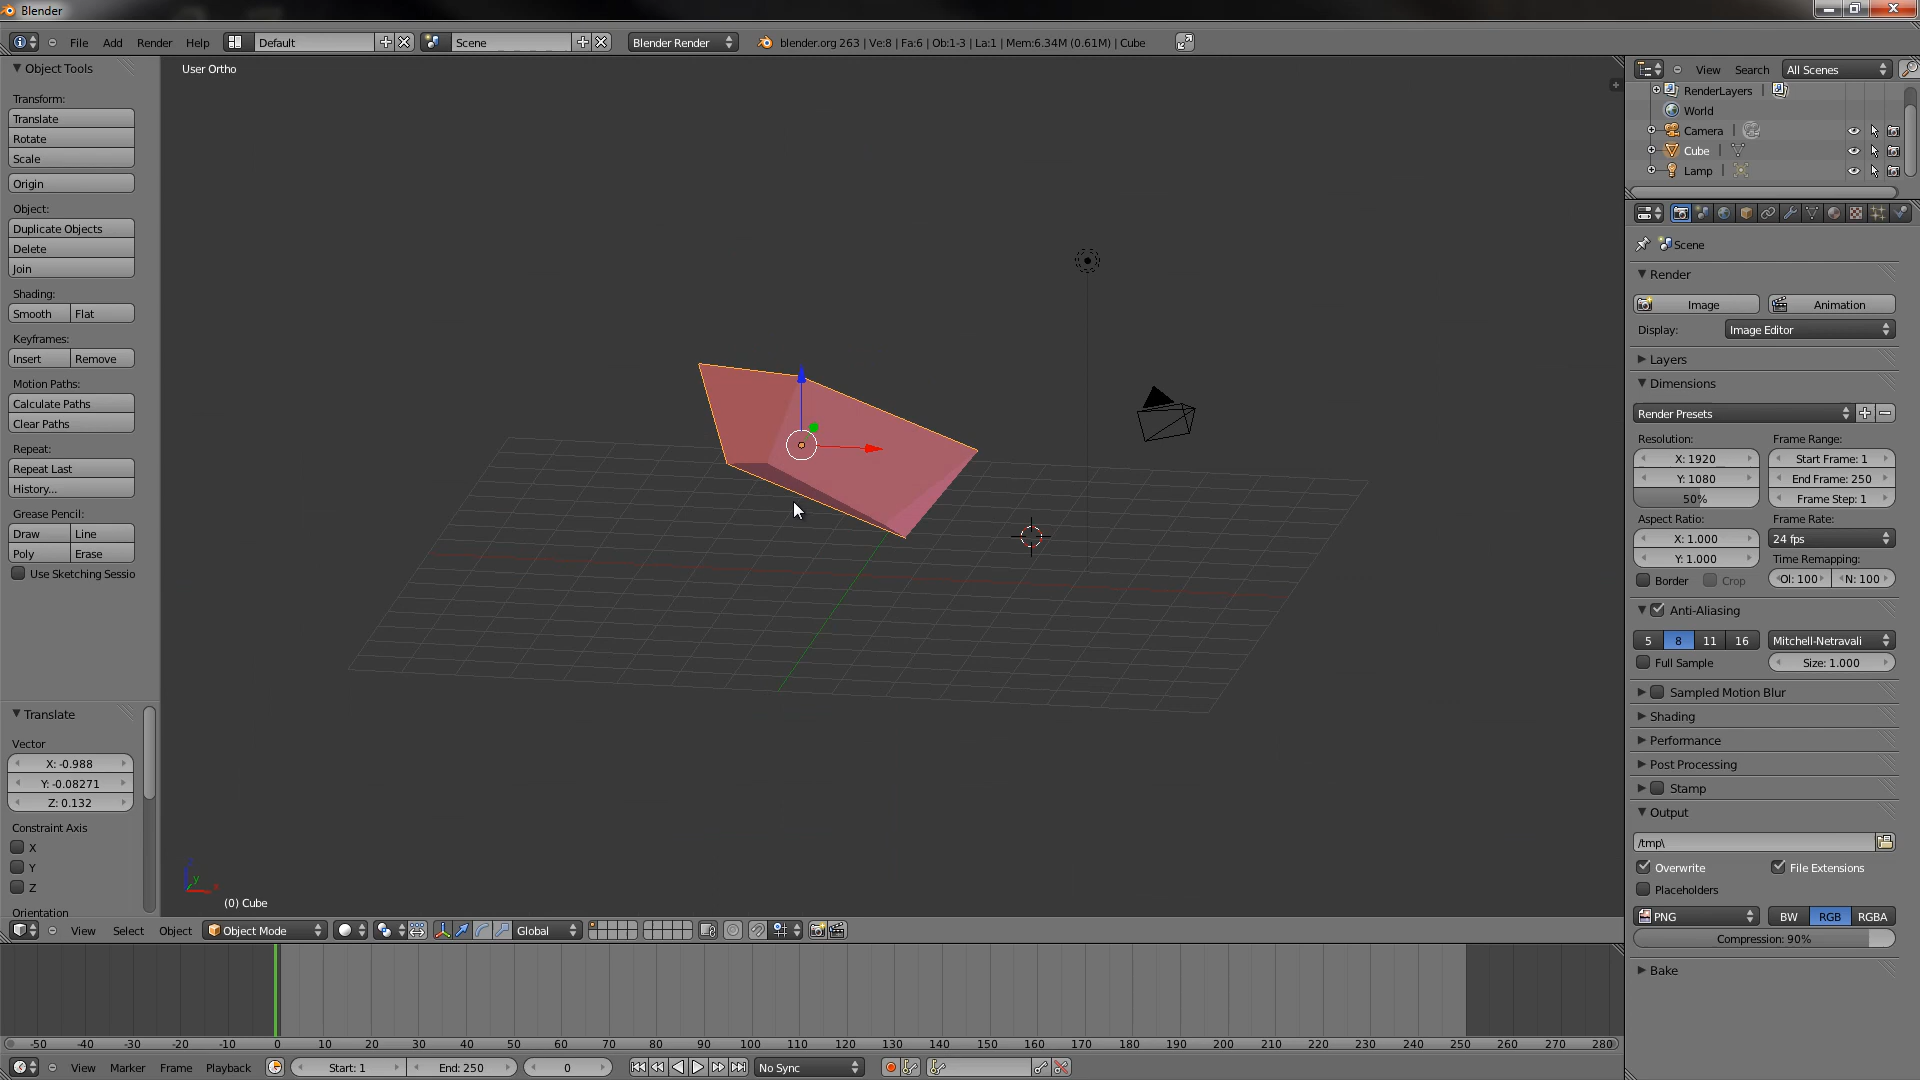 Blender
File Add Render Help Default Scene Blender Render blender.org 263 | Ve:8 | Fa:6 | Ob:1-3 | La:1 | Mem:6.34M (0.61M) | Cube
Object Tools
Transform:
Translate
Rotate
Scale
Origin
Object:
Duplicate Objects
Delete
Join
Shading:
Smooth Flat
Keyframes:
Insert Remove
Motion Paths:
Calculate Paths
Clear Paths
Repeat:
Repeat Last
History...
Grease Pencil:
Draw Line
Poly Erase
Use Sketching Sessio
Translate
Vector
X: -0.988
Y: -0.08271
Z: 0.132
Constraint Axis
X
Y
Z
Orientation
User Ortho
z
y
x
(0) Cube
View Select Object Object Mode Global
-50 -40 -30 -20 -10 0 10 20 30 40 50 60 70 80 90 100 110 120 130 140 150 160 170 180 190 200 210 220 230 240 250 260 270 280
View Marker Frame Playback Start: 1 End: 250 0 No Sync
View Search All Scenes
RenderLayers |
World
Camera |
Cube |
Lamp |
Scene
Render
Image Animation
Display: Image Editor
Layers
Dimensions
Render Presets
Resolution: Frame Range:
X: 1920 Start Frame: 1
Y: 1080 End Frame: 250
50% Frame Step: 1
Aspect Ratio: Frame Rate:
X: 1.000 24 fps
Y: 1.000 Time Remapping:
Border Crop Ol: 100 N: 100
Anti-Aliasing
5 8 11 16 Mitchell-Netravali
Full Sample Size: 1.000
Sampled Motion Blur
Shading
Performance
Post Processing
Stamp
Output
/tmp\
Overwrite File Extensions
Placeholders
PNG BW RGB RGBA
Compression: 90%
Bake